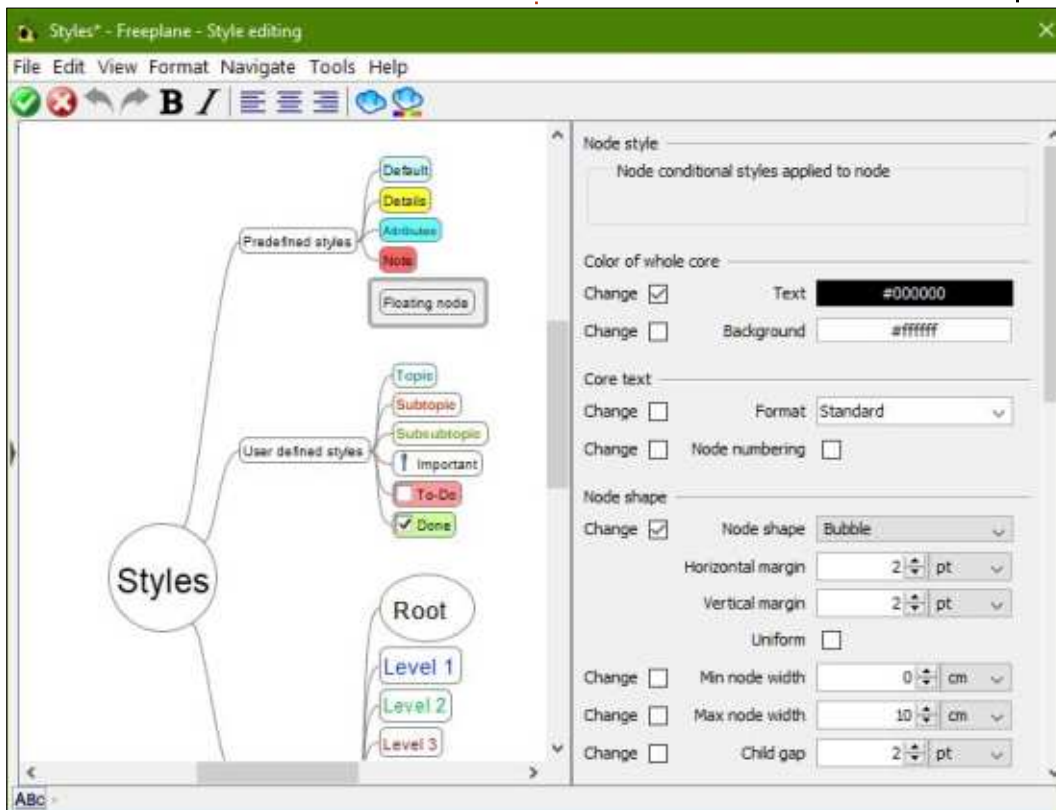 Styles* - Freeplane - Style editing
File Edit View Format Navigate Tools Help
B I
Default
Details
Attributes
Predefined styles
Note
Floating node
Topic
Subtopic
Subsubtopic
User defined styles
! Important
To-Do
Done
Styles
Root
Level 1
Level 2
Level 3
ABC
Node style
Node conditional styles applied to node
Color of whole core
Change Text #000000
Change Background #ffffff
Core text
Change Format Standard
Change Node numbering
Node shape
Change Node shape Bubble
Horizontal margin 2 pt
Vertical margin 2 pt
Uniform
Change Min node width 0 cm
Change Max node width 10 cm
Change Child gap 2 pt